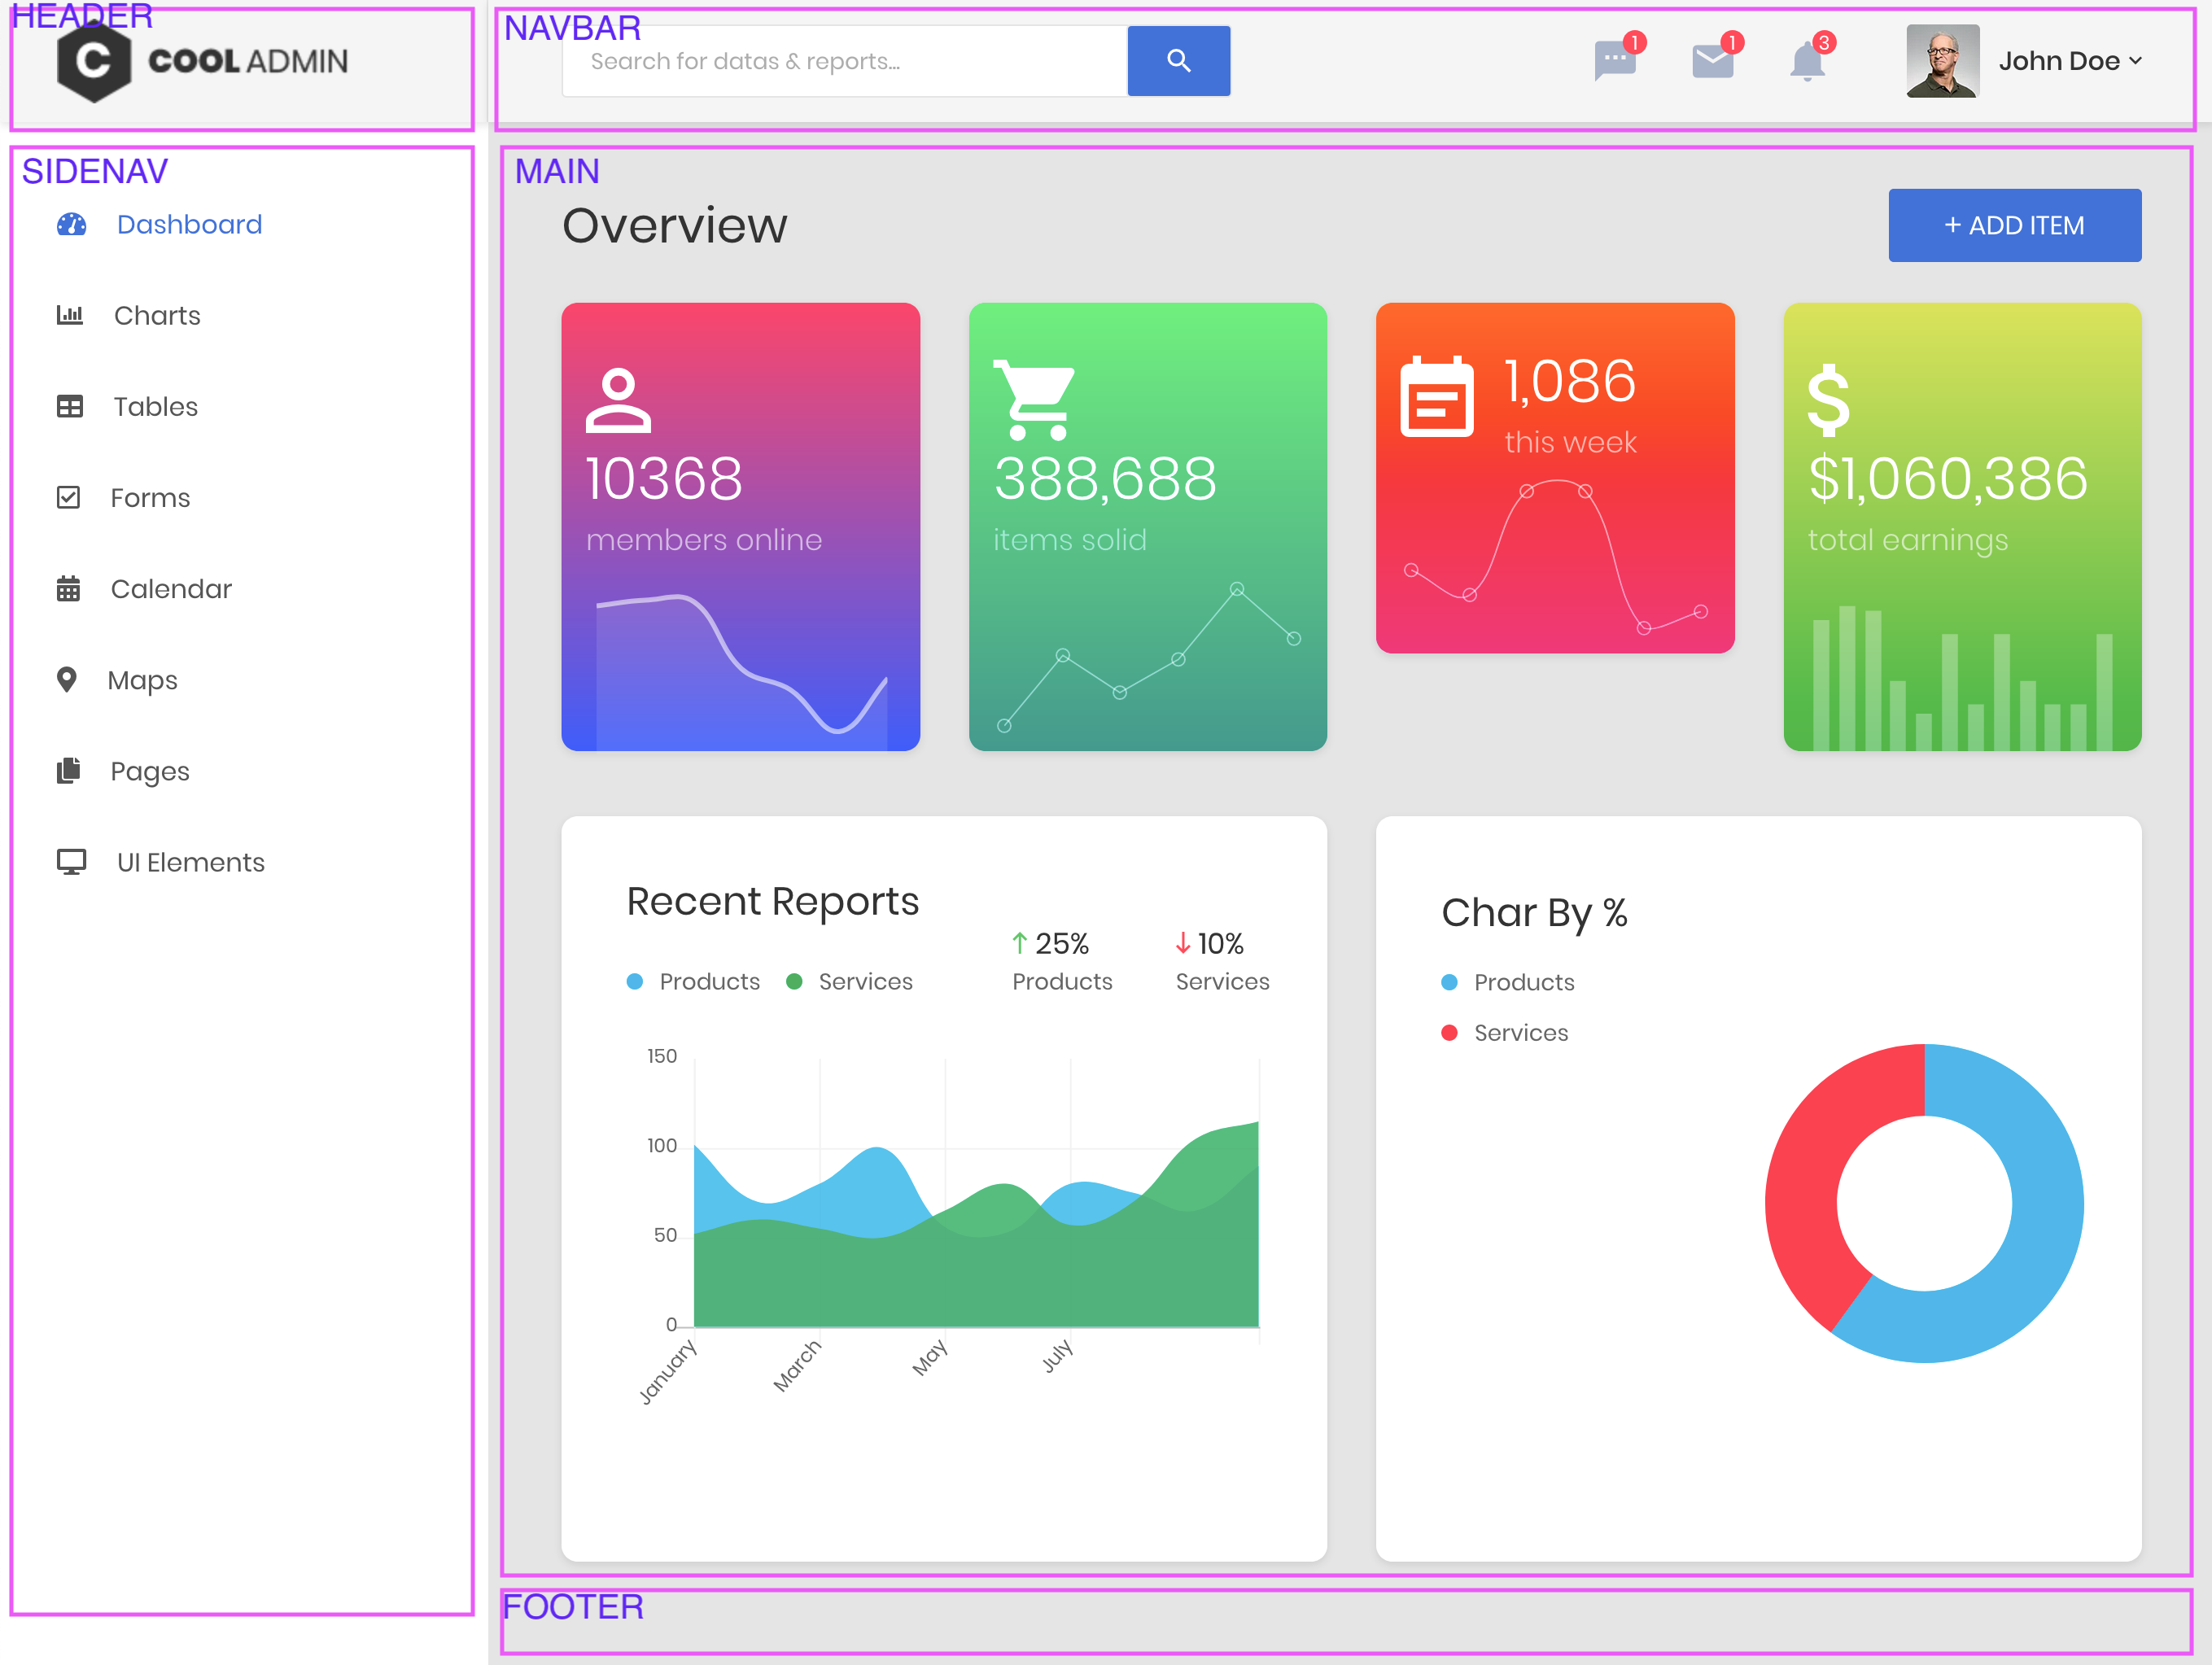 HEADER
C COOL ADMIN
NAVBAR
Search for datas & reports...
1
1
3
John Doe
SIDENAV
Dashboard
Charts
Tables
Forms
Calendar
Maps
Pages
UI Elements
MAIN
Overview
+ ADD ITEM
10368
members online
388,688
items solid
1,086
this week
$
$1,060,386
total earnings
Recent Reports
Products
Services
25%
Products
10%
Services
150
100
50
0
January
March
May
July
Char By %
Products
Services
FOOTER